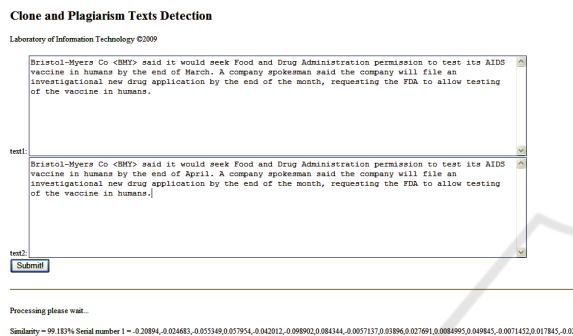 Clone and Plagiarism Texts Detection
Laboratory of Information Technology ©2009
Bristol-Myers Co <BMY> said it would seek Food and Drug Administration permission to test its AIDS
vaccine in humans by the end of March. A company spokesman said the company will file an
investigational new drug application by the end of the month, requesting the FDA to allow testing
of the vaccine in humans.
text1:
Bristol-Myers Co <BMY> said it would seek Food and Drug Administration permission to test its AIDS
vaccine in humans by the end of April. A company spokesman said the company will file an
investigational new drug application by the end of the month, requesting the FDA to allow testing
of the vaccine in humans.
text2:
Submit!
Processing please wait...
Similarity = 99.183% Serial number 1 = -0.20894,-0.024683,-0.055349,0.057954,-0.042012,-0.098902,0.084344,-0.0057137,0.03896,0.027691,0.0084995,0.049845,-0.0071452,0.017845,-0.02